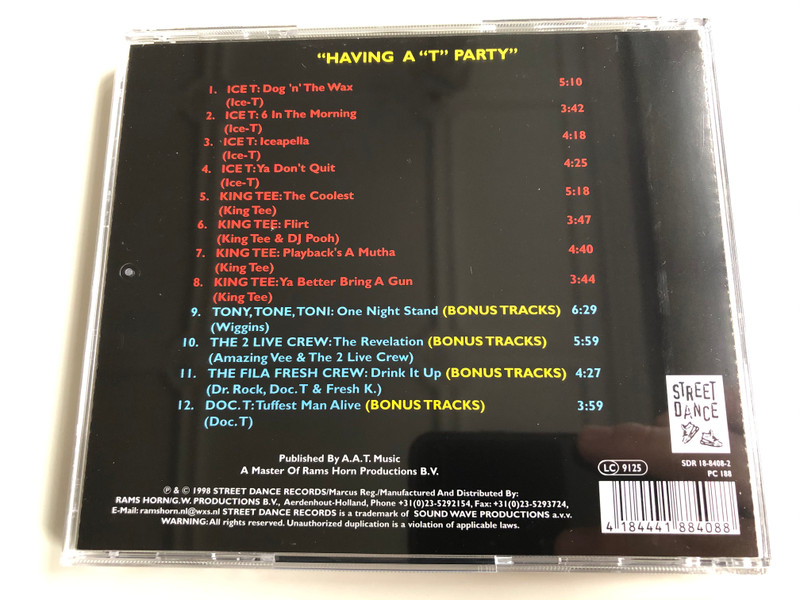 “HAVING A “T” PARTY”
1. ICE T: Dog 'n' The Wax 5:10
(Ice-T)
2. ICE T: 6 In The Morning 3:42
(Ice-T)
3. ICE T: Iceapella 4:18
(Ice-T)
4. ICE T: Ya Don't Quit 4:25
(Ice-T)
5. KING TEE: The Coolest 5:18
(King Tee)
6. KING TEE: Flirt 3:47
(King Tee & DJ Pooh)
7. KING TEE: Playback's A Mutha 4:40
(King Tee)
8. KING TEE: Ya Better Bring A Gun 3:44
(King Tee)
9. TONY, TONE, TONI: One Night Stand (BONUS TRACKS) 6:29
(Wiggins)
10. THE 2 LIVE CREW: The Revelation (BONUS TRACKS) 5:59
(Amazing Vee & The 2 Live Crew)
11. THE FILA FRESH CREW: Drink It Up (BONUS TRACKS) 4:27
(Dr. Rock, Doc. T & Fresh K.)
12. DOC. T: Tuffest Man Alive (BONUS TRACKS) 3:59
(Doc. T)
STREET
DANCE
Published By A.A.T. Music
A Master Of Rams Horn Productions B.V.
LC 9125
SDR 18-8408-2
PC 188
℗ & © 1998 STREET DANCE RECORDS/Marcus Reg./Manufactured And Distributed By:
RAMS HORN/G.W. PRODUCTIONS B.V., Aerdenhout-Holland, Phone +31(0)23-5292154, Fax: +31(0)23-5293724,
E-Mail: ramshorn.nl@wxs.nl STREET DANCE RECORDS is a trademark of SOUND WAVE PRODUCTIONS a.v.v.
WARNING: All rights reserved. Unauthorized duplication is a violation of applicable laws.
4 184441 884088